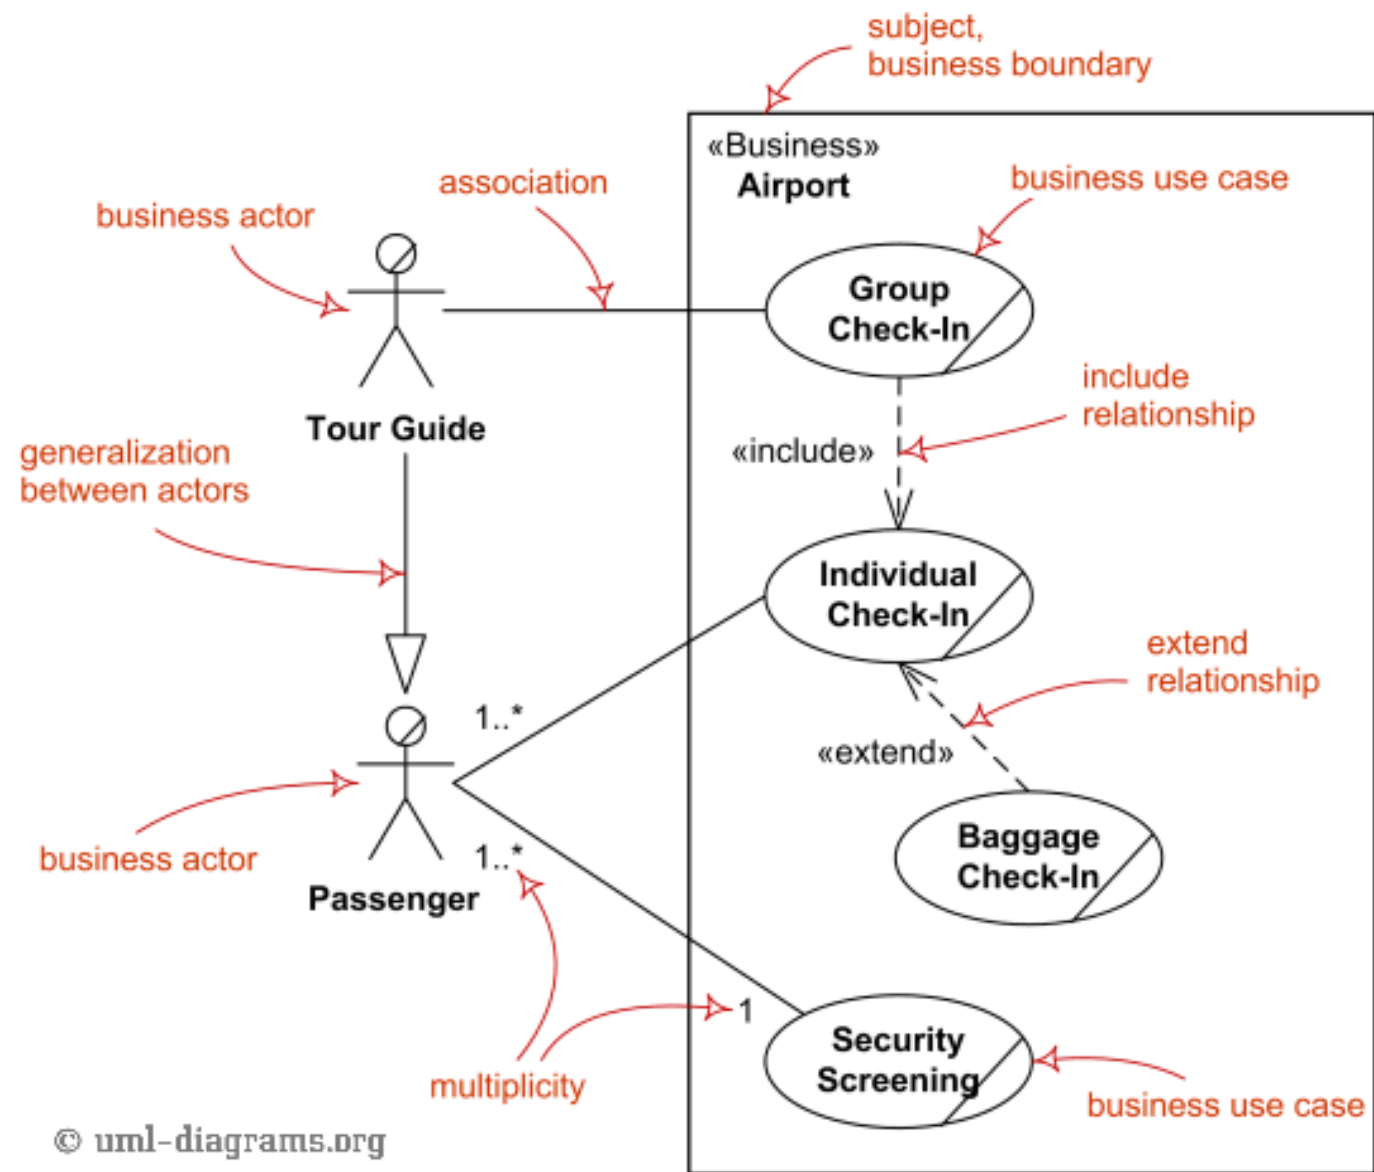 subject,
business boundary
«Business»
Airport
association
business use case
business actor
Group
Check-In
include
relationship
Tour Guide
«include»
generalization
between actors
Individual
Check-In
extend
relationship
1..*
«extend»
Baggage
Check-In
business actor
1..*
Passenger
1
Security
Screening
multiplicity
business use case
© uml-diagrams.org